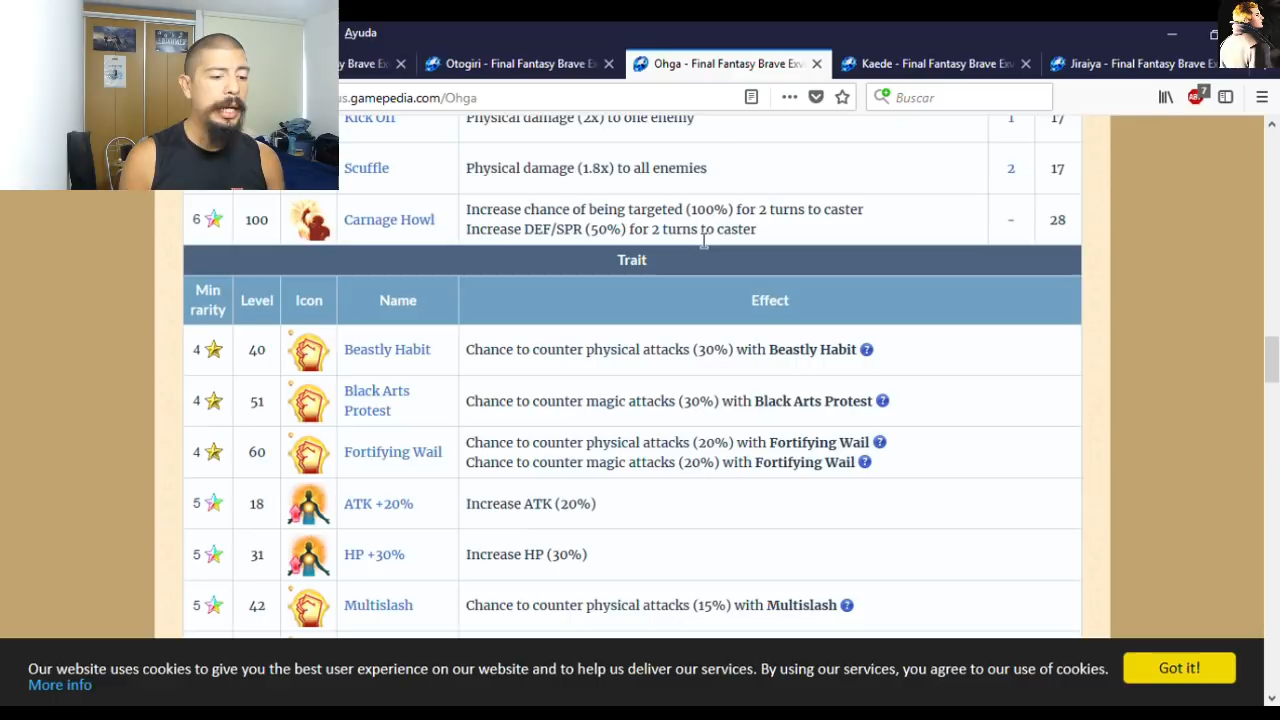 Ayuda
Brave Ex
Otogiri - Final Fantasy Brave E
Ohga - Final Fantasy Brave Exv
Kaede - Final Fantasy Brave Exv
Jiraiya - Final Fantasy Brave Ex
us.gamepedia.com/Ohga
Buscar
7
Kick Off Physical damage (2x) to one enemy 1 17
Scuffle Physical damage (1.8x) to all enemies 2 17
6 100 Carnage Howl Increase chance of being targeted (100%) for 2 turns to caster - 28
Increase DEF/SPR (50%) for 2 turns to caster
Trait
Min rarity Level Icon Name Effect
4 40 Beastly Habit Chance to counter physical attacks (30%) with Beastly Habit ?
4 51 Black Arts Protest Chance to counter magic attacks (30%) with Black Arts Protest ?
4 60 Fortifying Wail Chance to counter physical attacks (20%) with Fortifying Wail ?
Chance to counter magic attacks (20%) with Fortifying Wail ?
5 18 ATK +20% Increase ATK (20%)
5 31 HP +30% Increase HP (30%)
5 42 Multislash Chance to counter physical attacks (15%) with Multislash ?
Our website uses cookies to give you the best user experience on our website and to help us deliver our services. By using our services, you agree to our use of cookies.
More info
Got it!